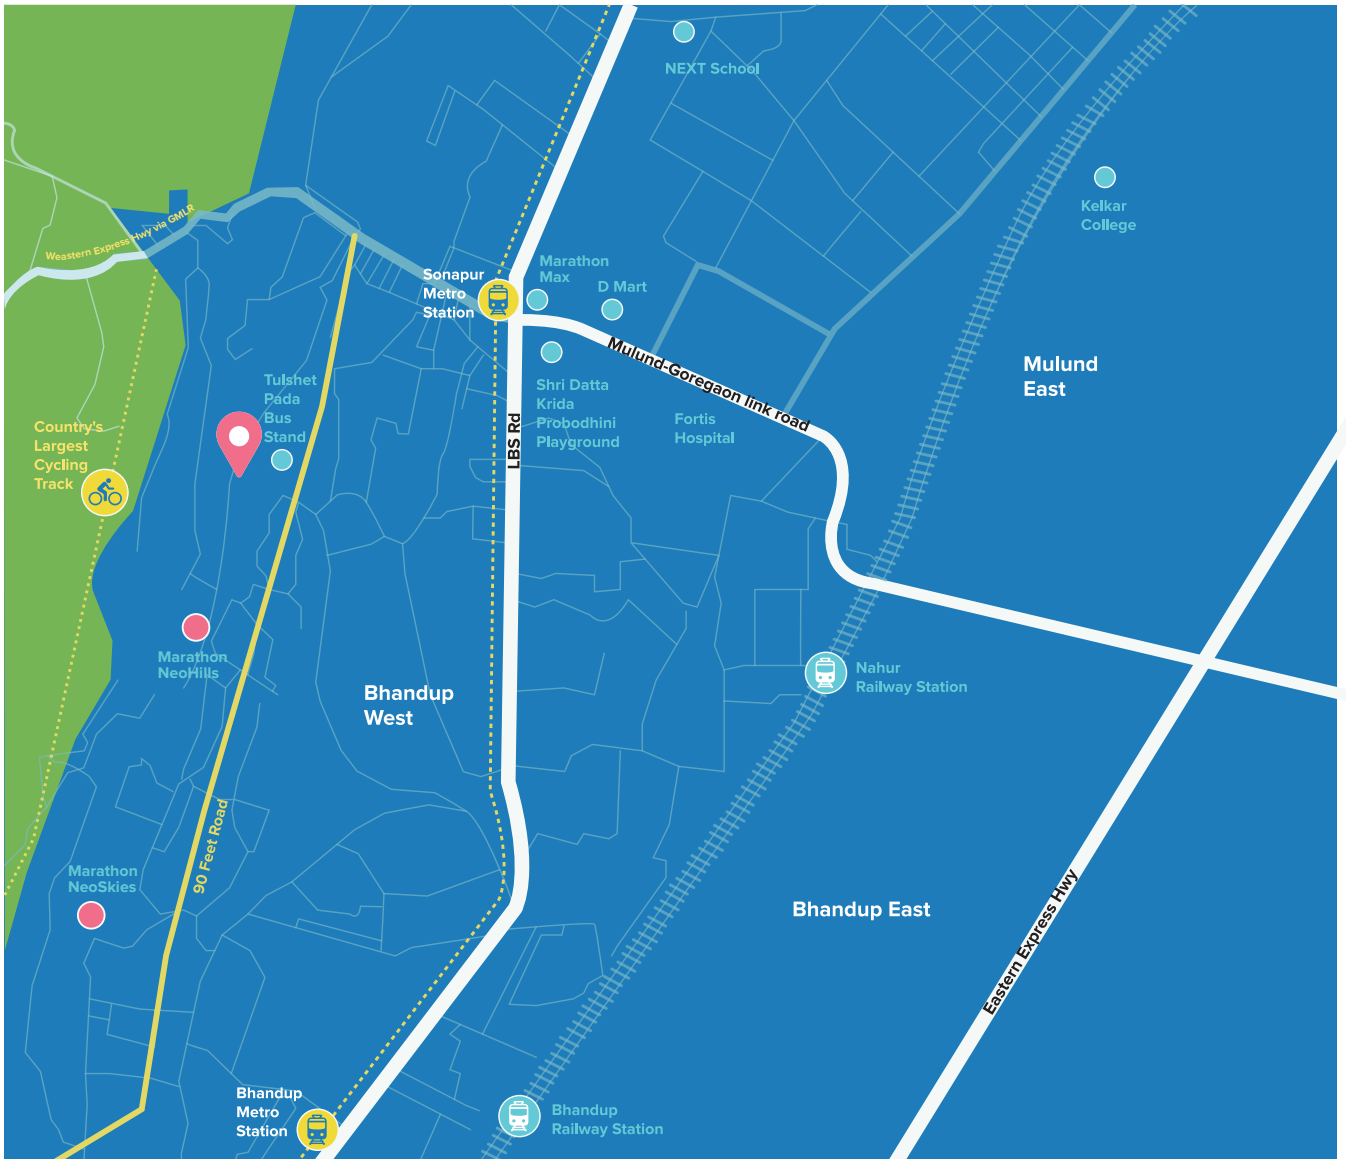 NEXT School
Kelkar
College
Weastern Express Hwy via GMLR
Sonapur
Metro
Station
Marathon
Max
D Mart
Mulund-Goregaon link road
Mulund
East
Tulshet
Pada
Bus
Stand
Shri Datta
Krida
Probodhini
Playground
LBS Rd
Fortis
Hospital
Country's
Largest
Cycling
Track
Marathon
NeoHills
Bhandup
West
Nahur
Railway Station
90 Feet Road
Marathon
NeoSkies
Bhandup East
Eastern Express Hwy
Bhandup
Metro
Station
Bhandup
Railway Station